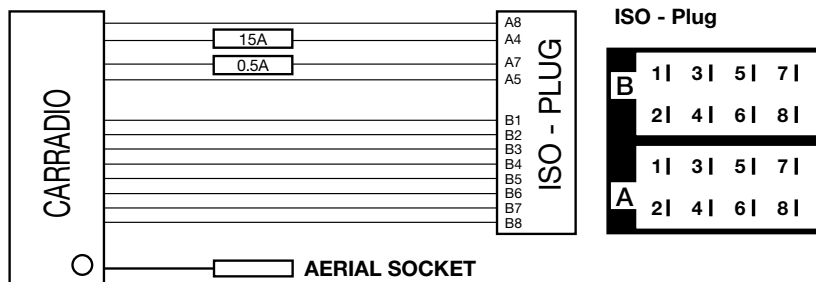 CARRADIO
15A
0.5A
A8
A4
A7
A5
B1
B2
B3
B4
B5
B6
B7
B8
ISO - PLUG
AERIAL SOCKET
ISO - Plug
B
1 3 5 7
2 4 6 8
A
1 3 5 7
2 4 6 8